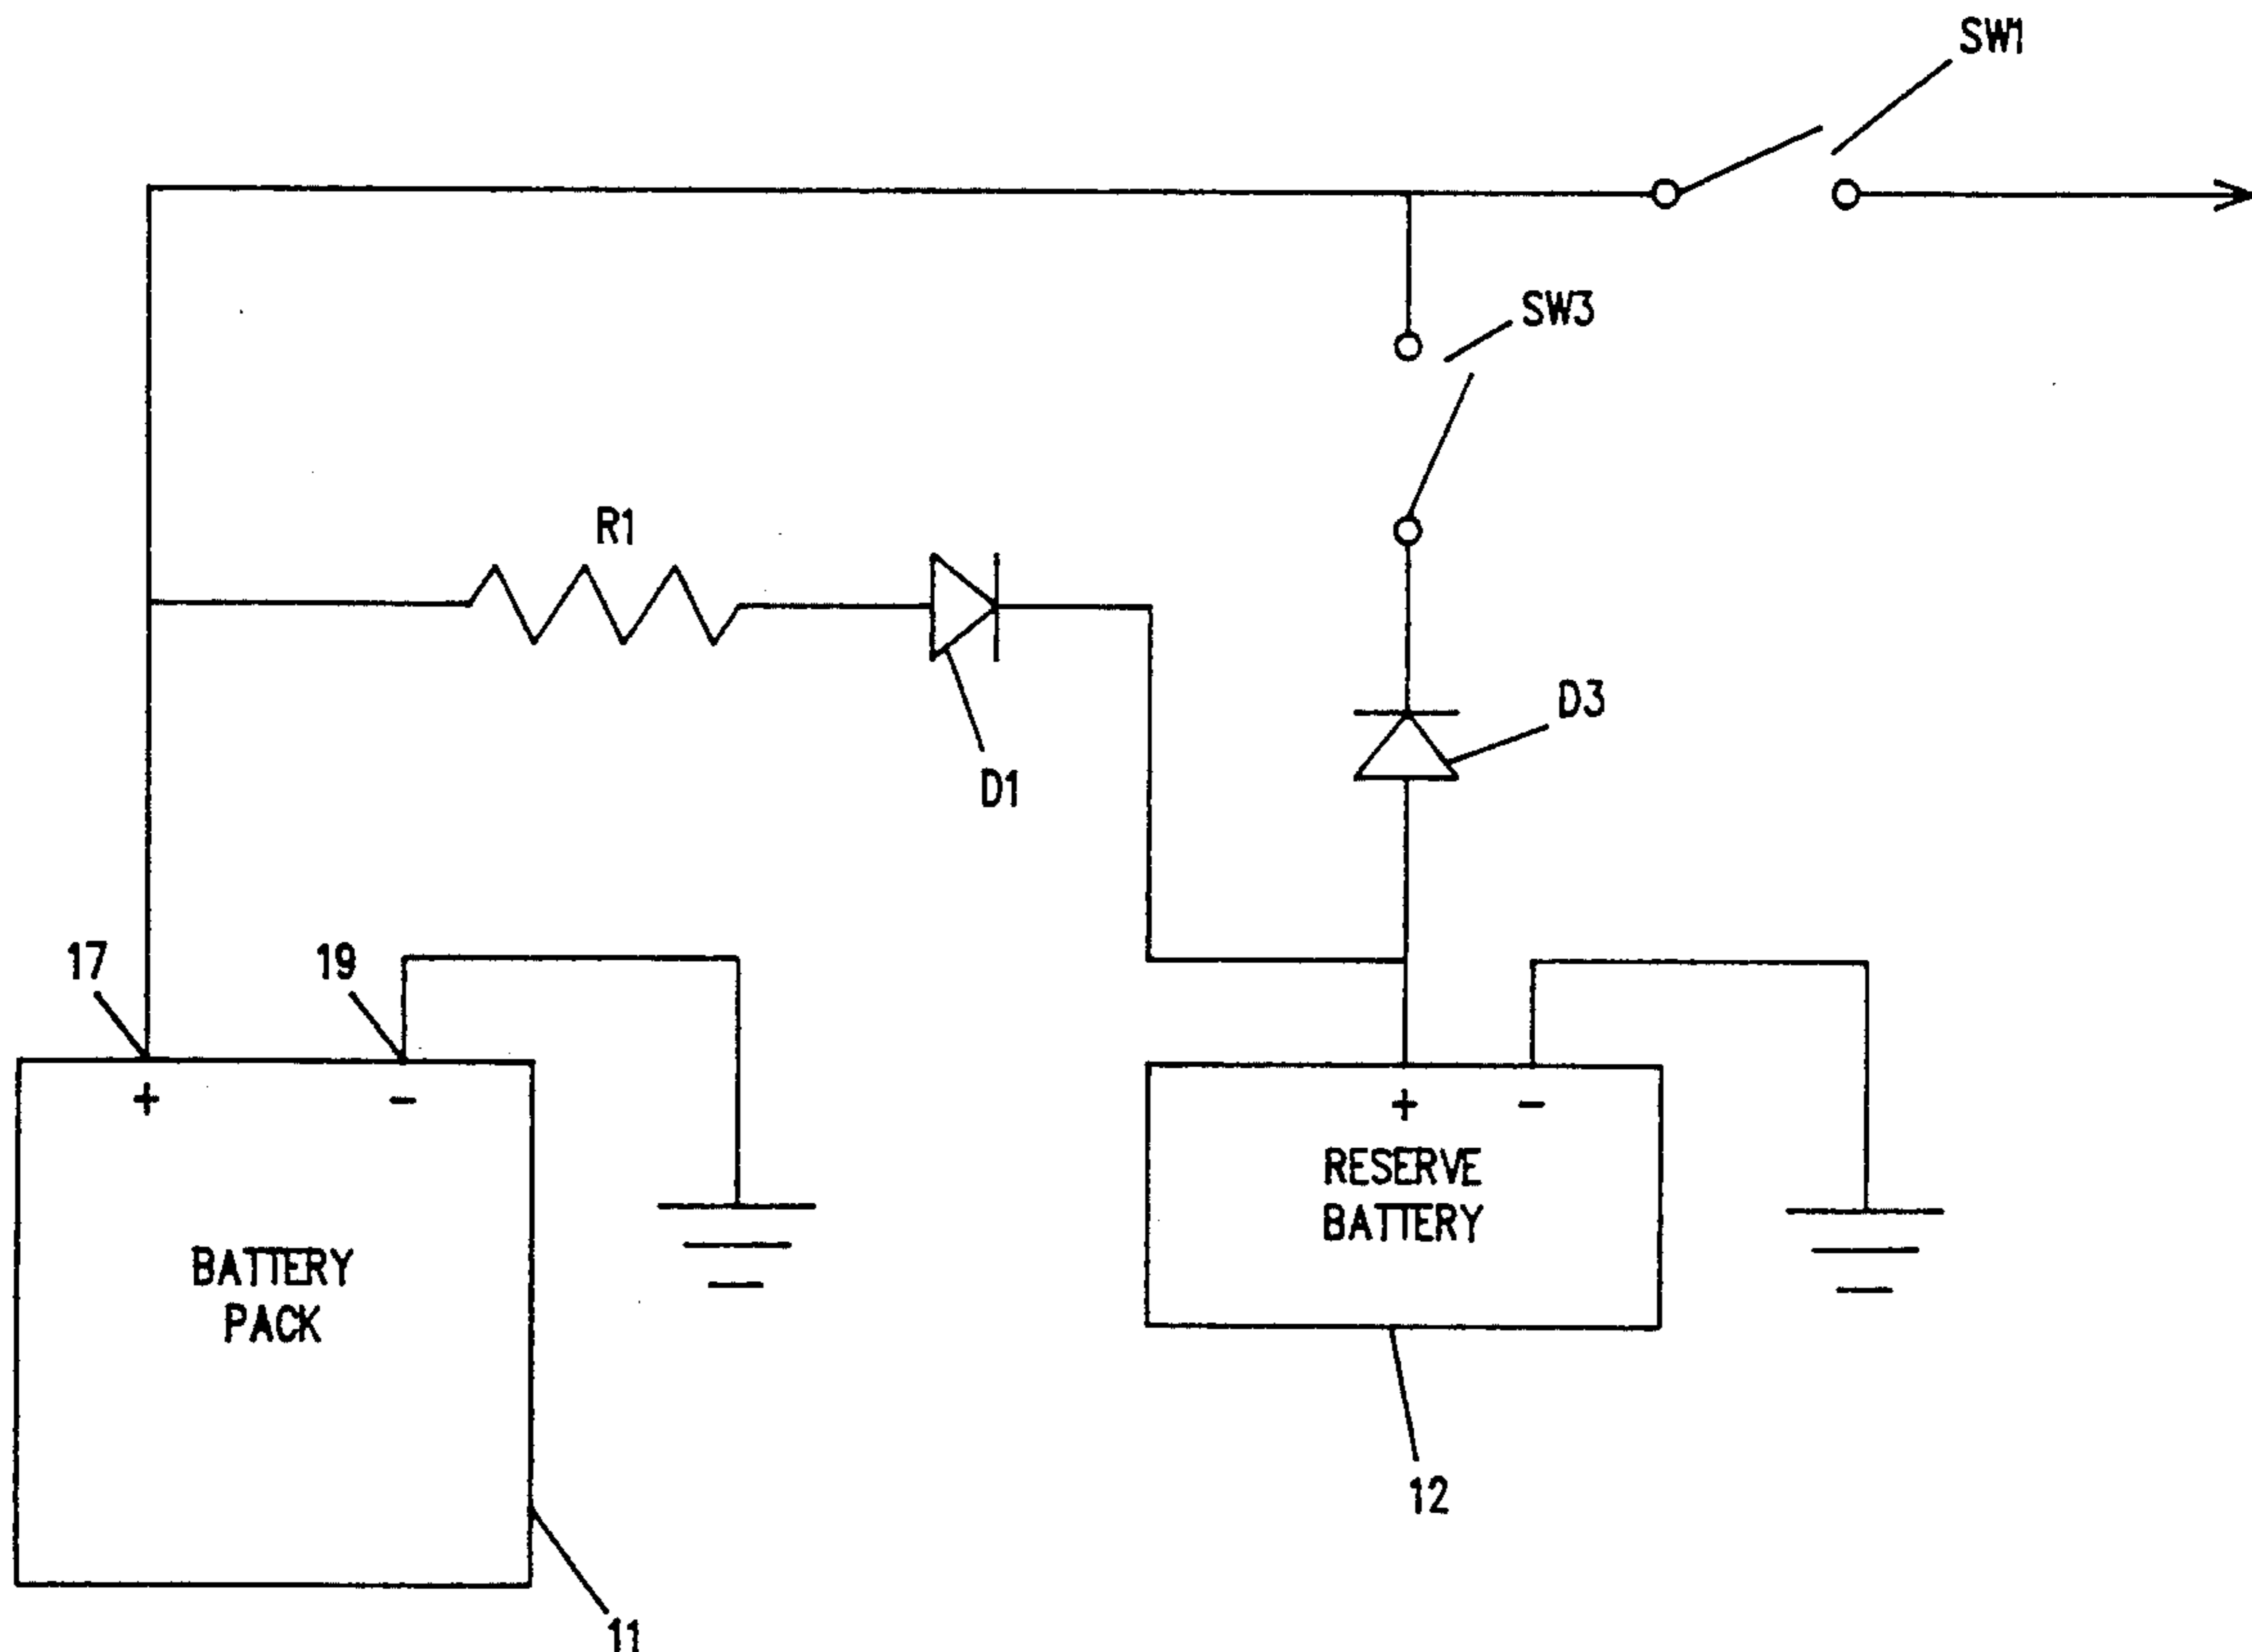 SW1
SW3
R1
D1
D3
17
19
+
-
BATTERY
PACK
11
+
-
RESERVE
BATTERY
12